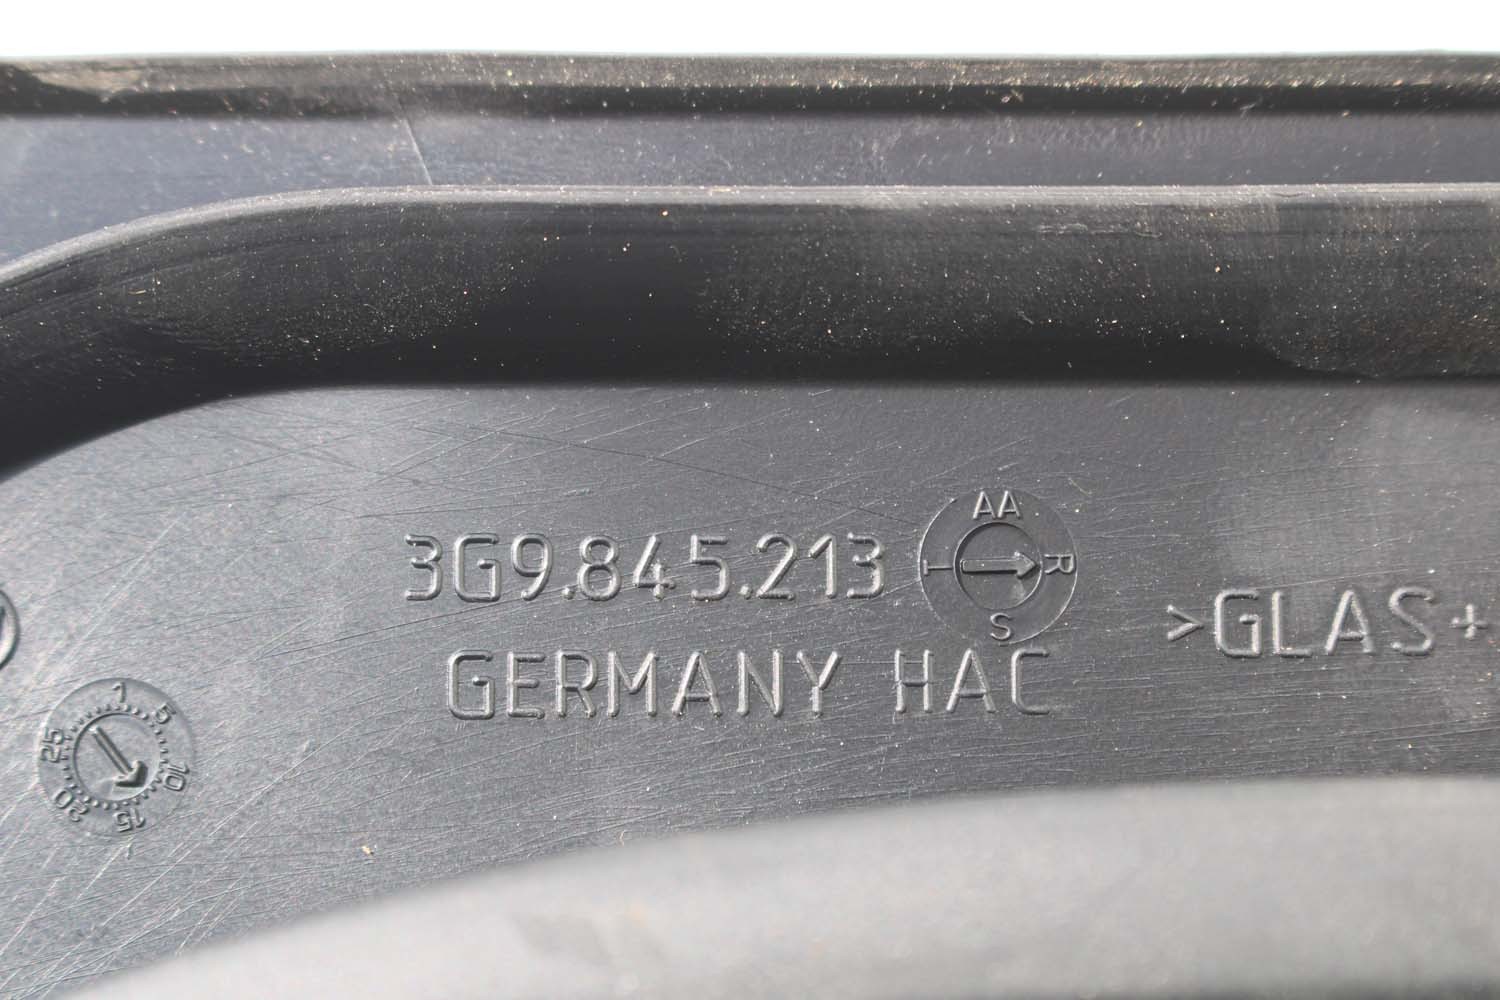 3G9.845.213
AA
R
S
T
GERMANY HAC
>GLAS+
1
5
10
15
20
25